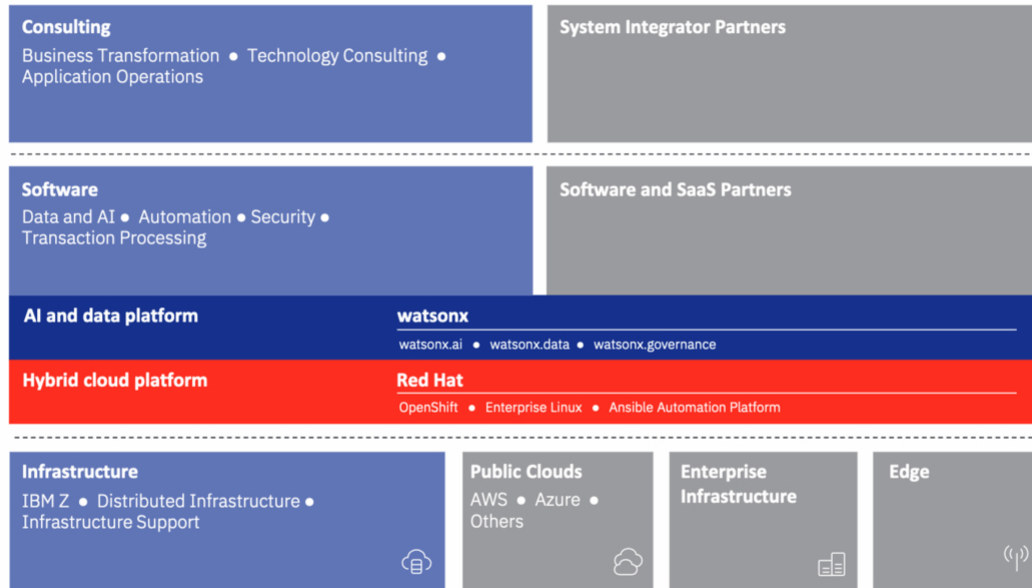 Consulting
Business Transformation ● Technology Consulting ●
Application Operations
System Integrator Partners
Software
Data and AI ● Automation ● Security ●
Transaction Processing
Software and SaaS Partners
AI and data platform
watsonx
watsonx.ai ● watsonx.data ● watsonx.governance
Hybrid cloud platform
Red Hat
OpenShift ● Enterprise Linux ● Ansible Automation Platform
Infrastructure
IBM Z ● Distributed Infrastructure ●
Infrastructure Support
Public Clouds
AWS ● Azure ●
Others
Enterprise
Infrastructure
Edge